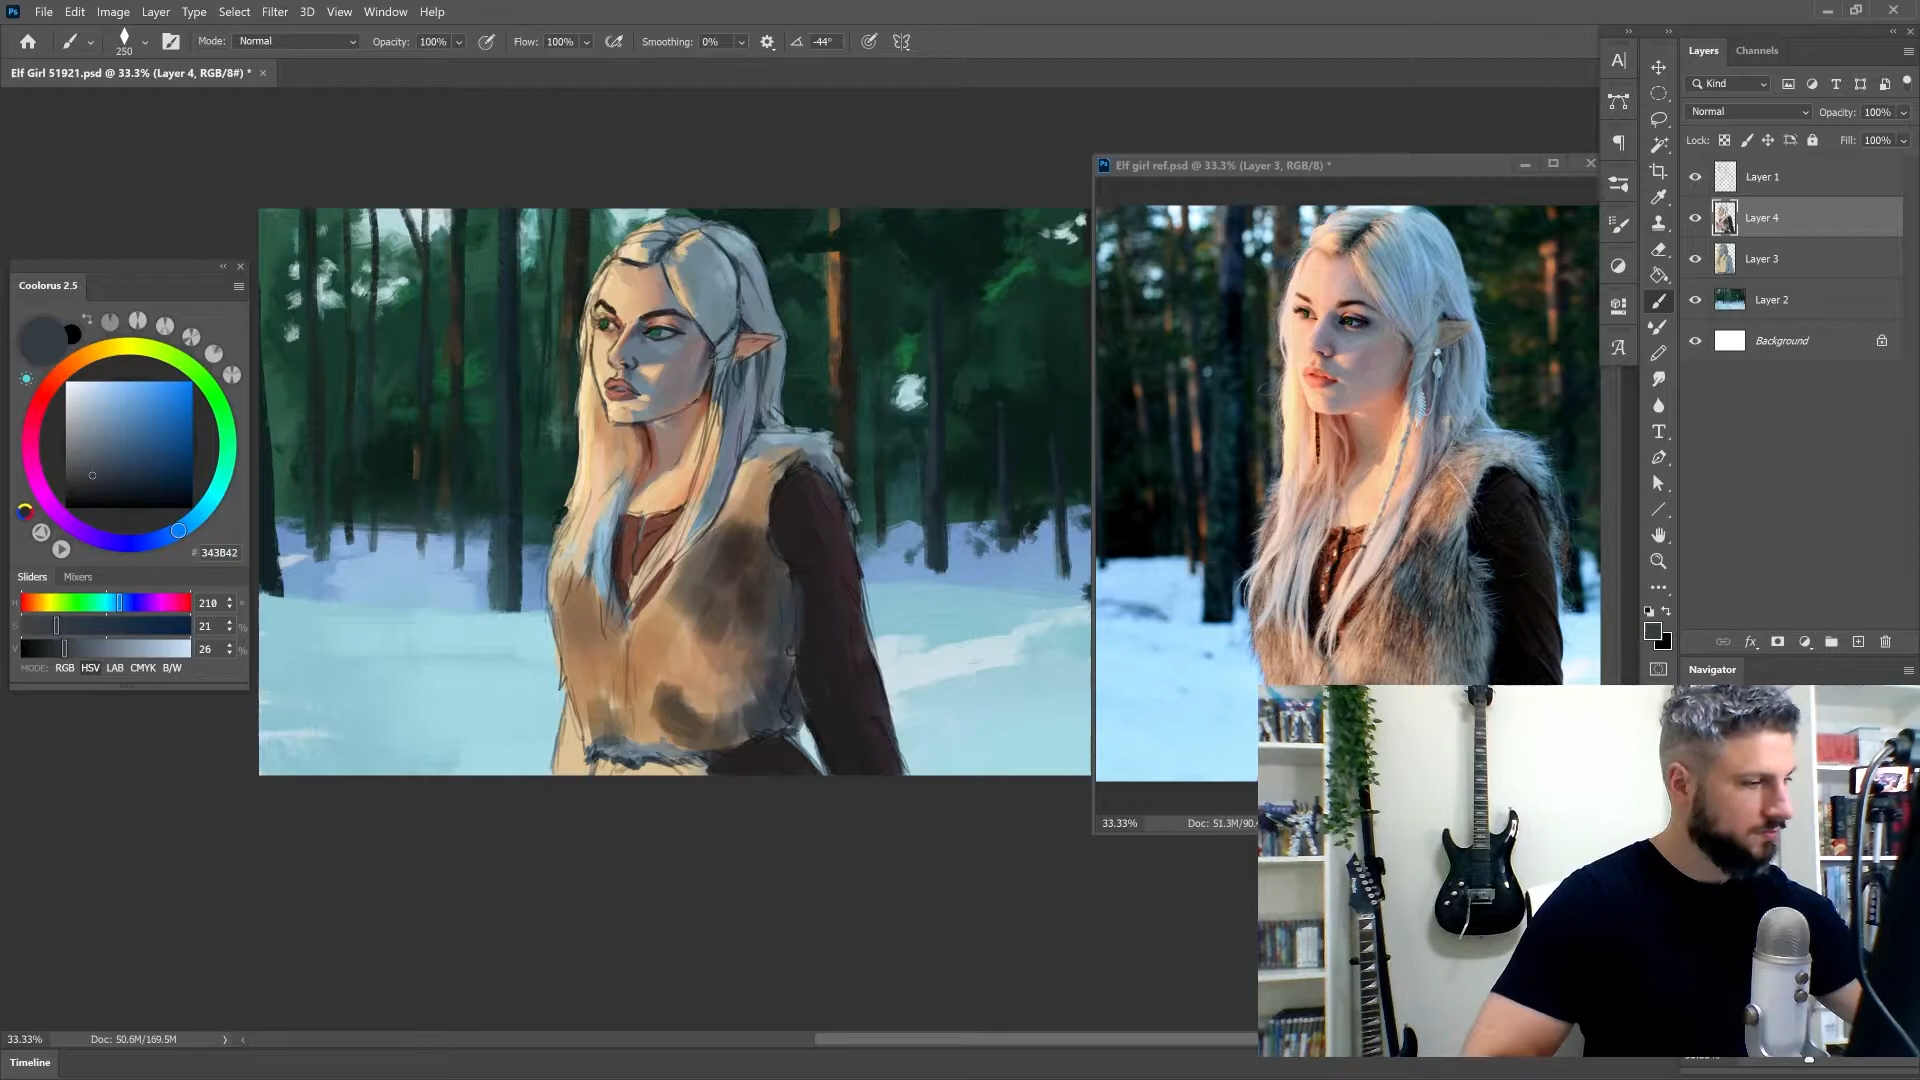 Ps File Edit Image Layer Type Select Filter 3D View Window Help
250 Mode: Normal Opacity: 100% Flow: 100% Smoothing: 0% -44°
Elf Girl 51921.psd @ 33.3% (Layer 4, RGB/8#) * ×
Coolorus 2.5
# 343B42
Sliders Mixers
H 210 °
S 21 %
V 26 %
MODE: RGB HSV LAB CMYK B/W
Ps Elf girl ref.psd @ 33.3% (Layer 3, RGB/8) *
33.33% Doc: 51.3M/90.
Layers Channels
Kind
Normal Opacity: 100%
Lock: Fill: 100%
Layer 1
Layer 4
Layer 3
Layer 2
Background
fx
Navigator
33.33% Doc: 50.6M/169.5M
Timeline